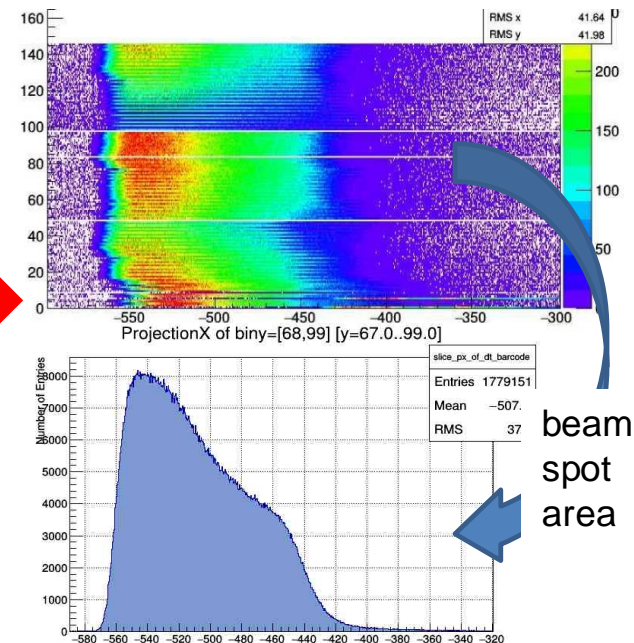 160
RMS x 41.64
RMS y 41.98
140
200
120
100
150
80
100
60
40
50
20
0
−550 −500 −450 −400 −350 −300
ProjectionX of biny=[68,99] [y=67.0..99.0]
slice_px_of_dt_barcode
Entries 1779151
Mean −507.
RMS 37
Number of Entries
8000
7000
6000
5000
4000
3000
2000
1000
0
−580 −560 −540 −520 −500 −480 −460 −440 −420 −400 −380 −360 −340 −320
beam
spot
area